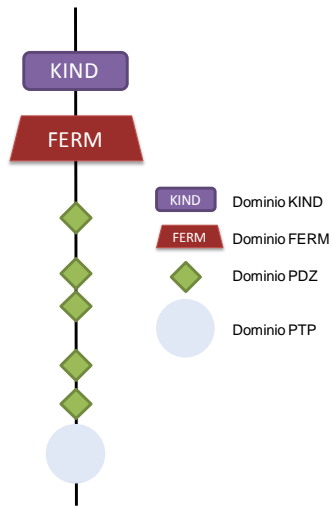 KIND
FERM
KIND Dominio KIND
FERM Dominio FERM
Dominio PDZ
Dominio PTP